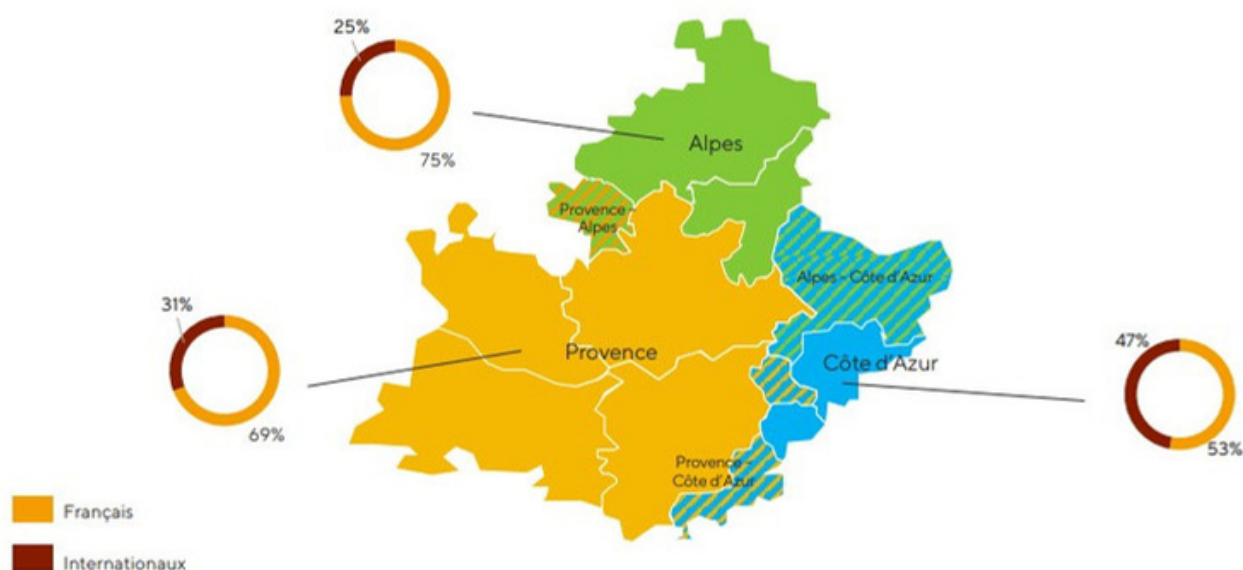 25%
75%
Alpes
Provence -
Alpes
Alpes - Côte d'Azur
31%
69%
Provence
Côte d'Azur
47%
53%
Provence -
Côte d'Azur
Français
Internationaux